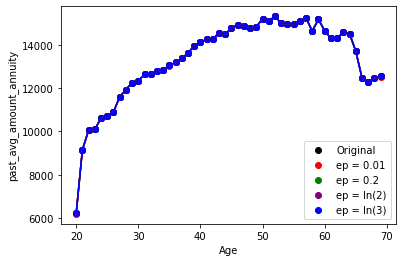 past_avg_amount_annuity
14000
12000
10000
8000
6000
20 30 40 50 60 70
Age
Original
ep = 0.01
ep = 0.2
ep = ln(2)
ep = ln(3)